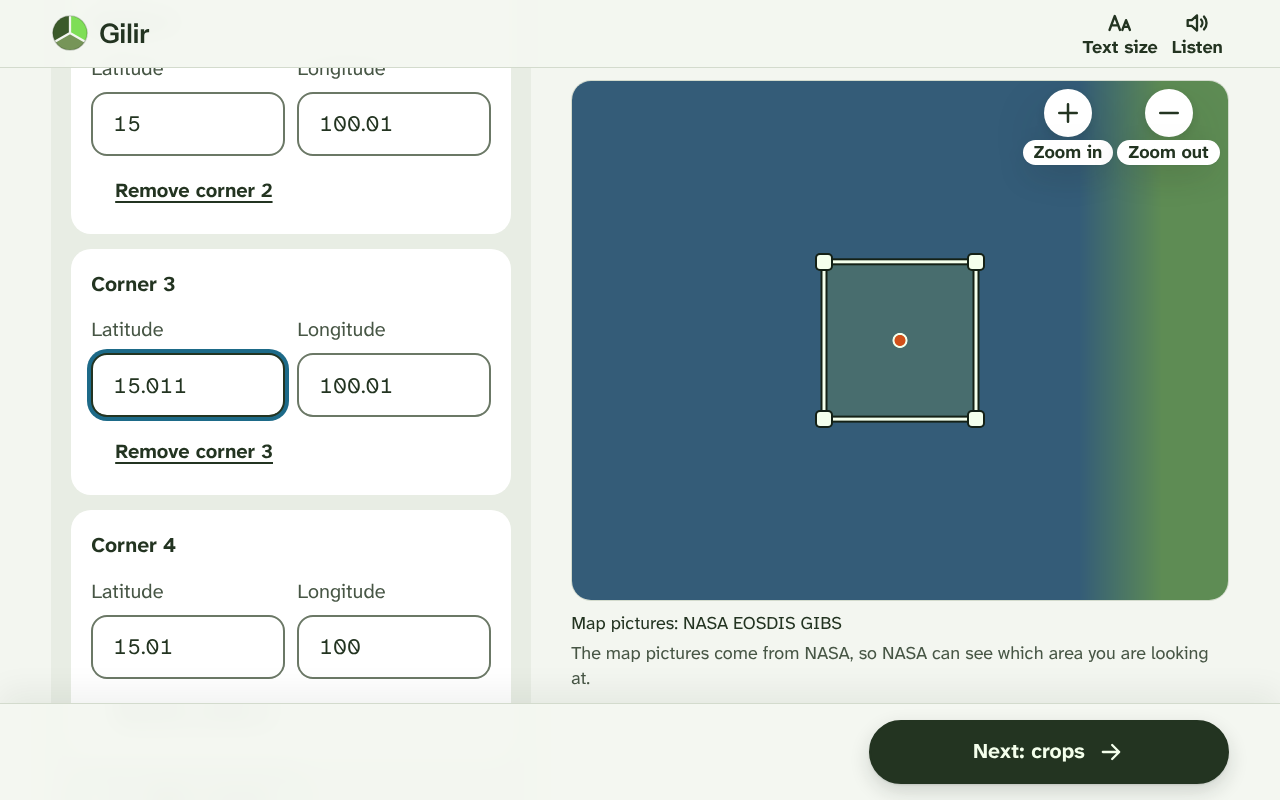 Gilir
Text size
Listen
Latitude
Longitude
15
100.01
Remove corner 2
Corner 3
Latitude
Longitude
15.011
100.01
Remove corner 3
Corner 4
Latitude
Longitude
15.01
100
Zoom in
Zoom out
Map pictures: NASA EOSDIS GIBS
The map pictures come from NASA, so NASA can see which area you are looking
at.
Next: crops